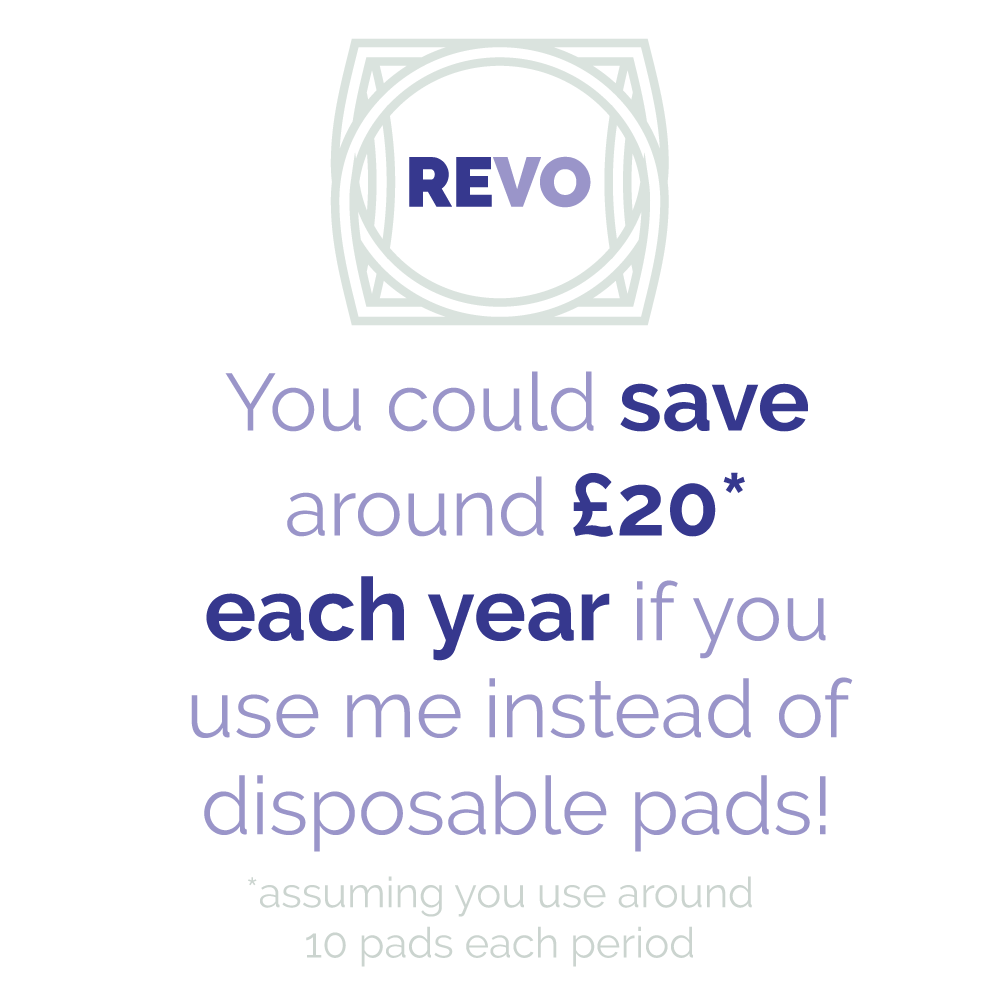 REVO
You could save
around £20*
each year if you
use me instead of
disposable pads!
*assuming you use around
10 pads each period